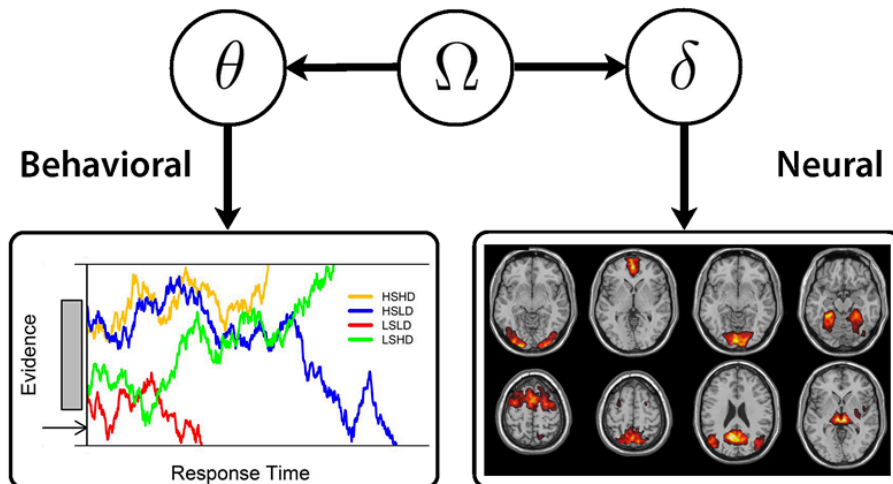 θ Ω δ
Behavioral Neural
HSHD
HSLD
LSLD
LSHD
Evidence
Response Time